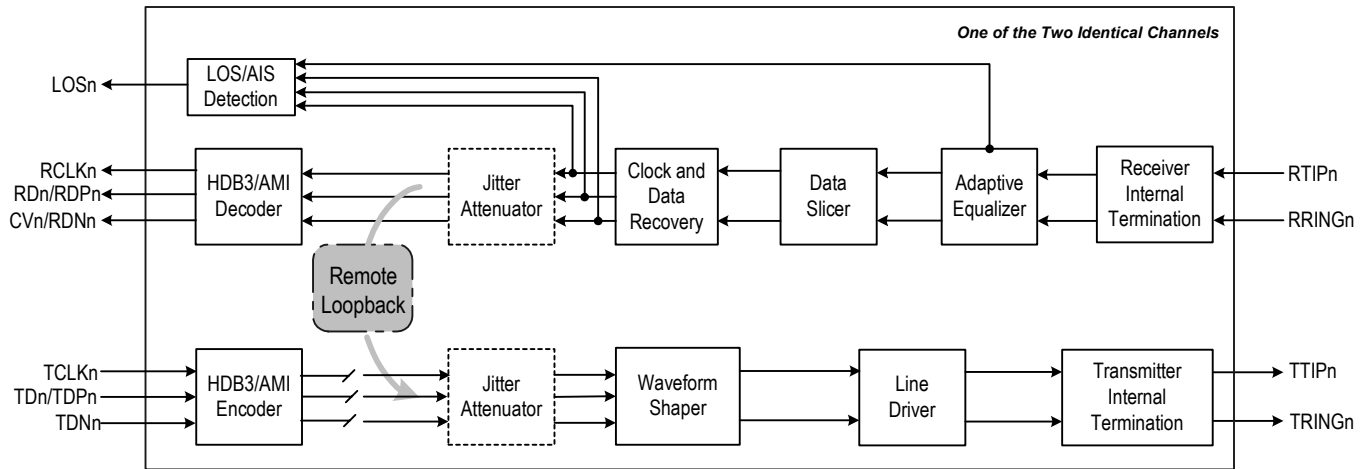 One of the Two Identical Channels
LOSn
LOS/AIS
Detection
RCLKn
RDn/RDPn
CVn/RDNn
HDB3/AMI
Decoder
Jitter
Attenuator
Clock and
Data
Recovery
Data
Slicer
Adaptive
Equalizer
Receiver
Internal
Termination
RTIPn
RRINGn
Remote
Loopback
TCLKn
TDn/TDPn
TDNn
HDB3/AMI
Encoder
Jitter
Attenuator
Waveform
Shaper
Line
Driver
Transmitter
Internal
Termination
TTIPn
TRINGn